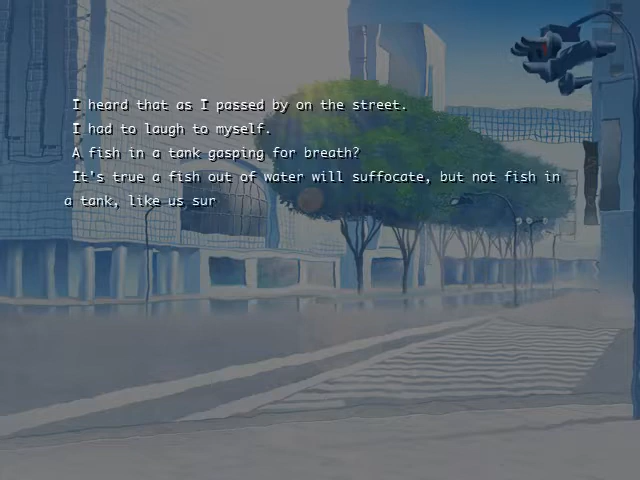 I heard that as I passed by on the street.
I had to laugh to myself.
A fish in a tank gasping for breath?
It's true a fish out of water will suffocate, but not fish in
a tank, like us sur